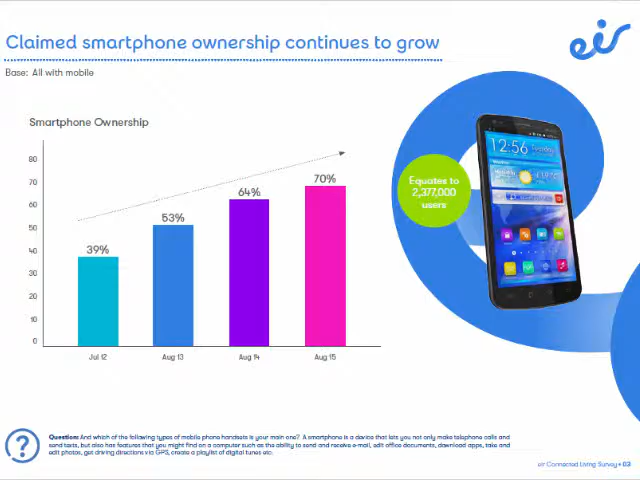 Claimed smartphone ownership continues to grow
eir
Base: All with mobile
Smartphone Ownership
80
70
60
50
40
30
20
10
0
39%
53%
64%
70%
Jul 12
Aug 13
Aug 14
Aug 15
Equates to
2,377,000
users
12:56 Tuesday
?
Question: And which of the following types of mobile phone handsets is your main one? A smartphone is a device that lets you not only make telephone calls and
send texts, but also has features that you might find on a computer such as the ability to send and receive e-mail, edit office documents, download apps, take and
edit photos, get driving directions via GPS, create a playlist of digital tunes etc.
eir Connected Living Survey • 03